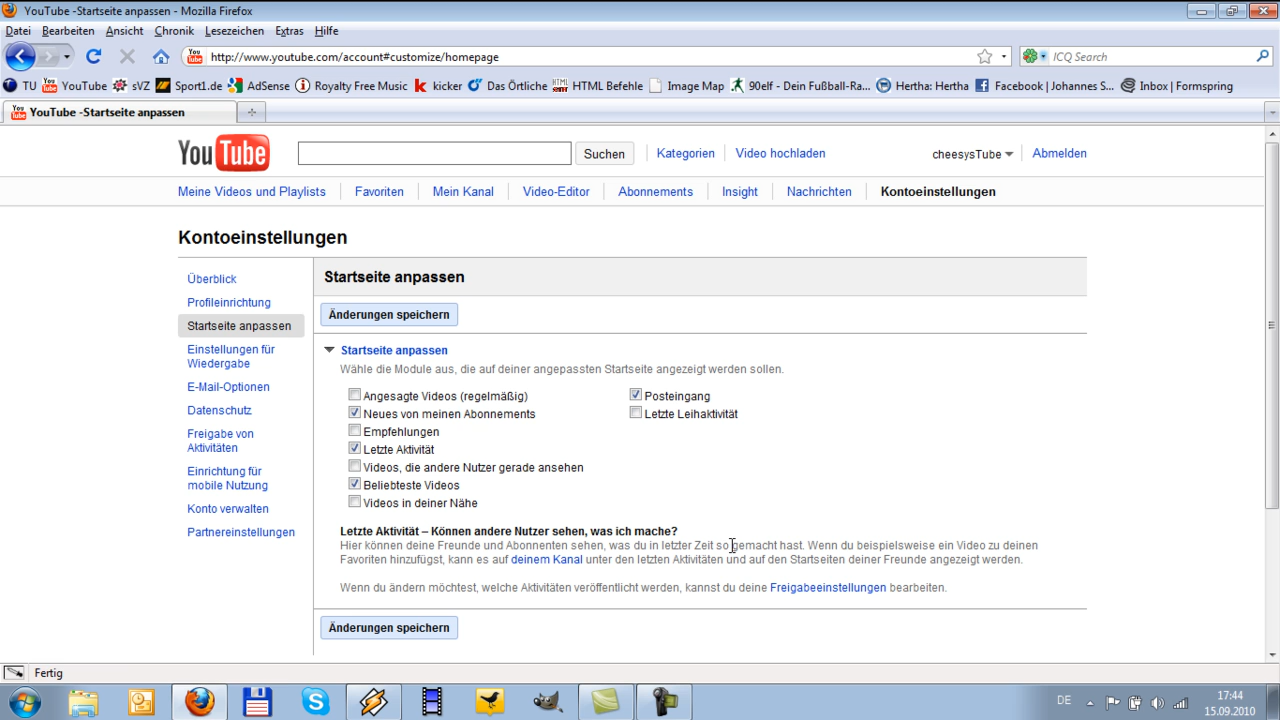 YouTube -Startseite anpassen - Mozilla Firefox
Datei Bearbeiten Ansicht Chronik Lesezeichen Extras Hilfe
http://www.youtube.com/account#customize/homepage ICQ Search
TU YouTube sVZ Sport1.de AdSense Royalty Free Music kicker Das Örtliche HTML Befehle Image Map 90elf - Dein Fußball-Ra... Hertha: Hertha Facebook | Johannes S... Inbox | Formspring
YouTube -Startseite anpassen
YouTube Suchen Kategorien Video hochladen cheesysTube Abmelden
Meine Videos und Playlists Favoriten Mein Kanal Video-Editor Abonnements Insight Nachrichten Kontoeinstellungen
Kontoeinstellungen
Überblick
Profileinrichtung
Startseite anpassen
Einstellungen für
Wiedergabe
E-Mail-Optionen
Datenschutz
Freigabe von
Aktivitäten
Einrichtung für
mobile Nutzung
Konto verwalten
Partnereinstellungen
Startseite anpassen
Änderungen speichern
Startseite anpassen
Wähle die Module aus, die auf deiner angepassten Startseite angezeigt werden sollen.
Angesagte Videos (regelmäßig)
Neues von meinen Abonnements
Empfehlungen
Letzte Aktivität
Videos, die andere Nutzer gerade ansehen
Beliebteste Videos
Videos in deiner Nähe
Posteingang
Letzte Leihaktivität
Letzte Aktivität – Können andere Nutzer sehen, was ich mache?
Hier können deine Freunde und Abonnenten sehen, was du in letzter Zeit so gemacht hast. Wenn du beispielsweise ein Video zu deinen
Favoriten hinzufügst, kann es auf deinem Kanal unter den letzten Aktivitäten und auf den Startseiten deiner Freunde angezeigt werden.
Wenn du ändern möchtest, welche Aktivitäten veröffentlicht werden, kannst du deine Freigabeeinstellungen bearbeiten.
Änderungen speichern
Fertig
DE 17:44
15.09.2010